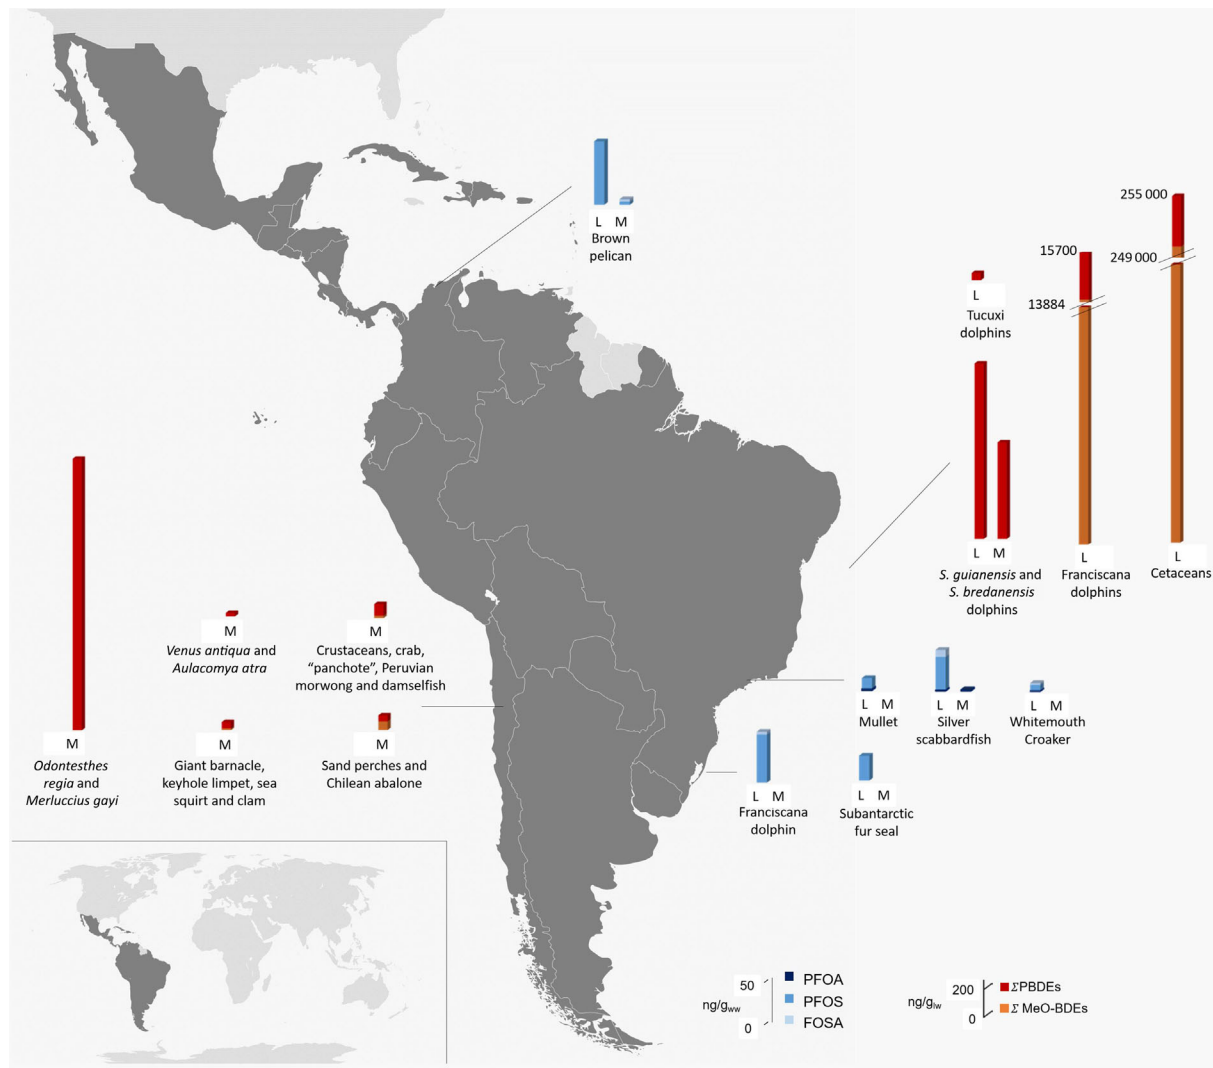 L M
Brown
pelican
255 000
15700
249 000
13884
L
Tucuxi
dolphins
L M
S. guianensis and
S. bredanensis
dolphins
L
Franciscana
dolphins
L
Cetaceans
M
Venus antiqua and
Aulacomya atra
M
Crustaceans, crab,
“panchote”, Peruvian
morwong and damselfish
M
Odontesthes
regia and
Merluccius gayi
M
Giant barnacle,
keyhole limpet, sea
squirt and clam
M
Sand perches and
Chilean abalone
L M
Mullet
L M
Silver
scabbardfish
L M
Whitemouth
Croaker
L M
Franciscana
dolphin
L M
Subantarctic
fur seal
50
ng/gww
0
PFOA
PFOS
FOSA
200
ng/glw
0
ΣPBDEs
Σ MeO-BDEs